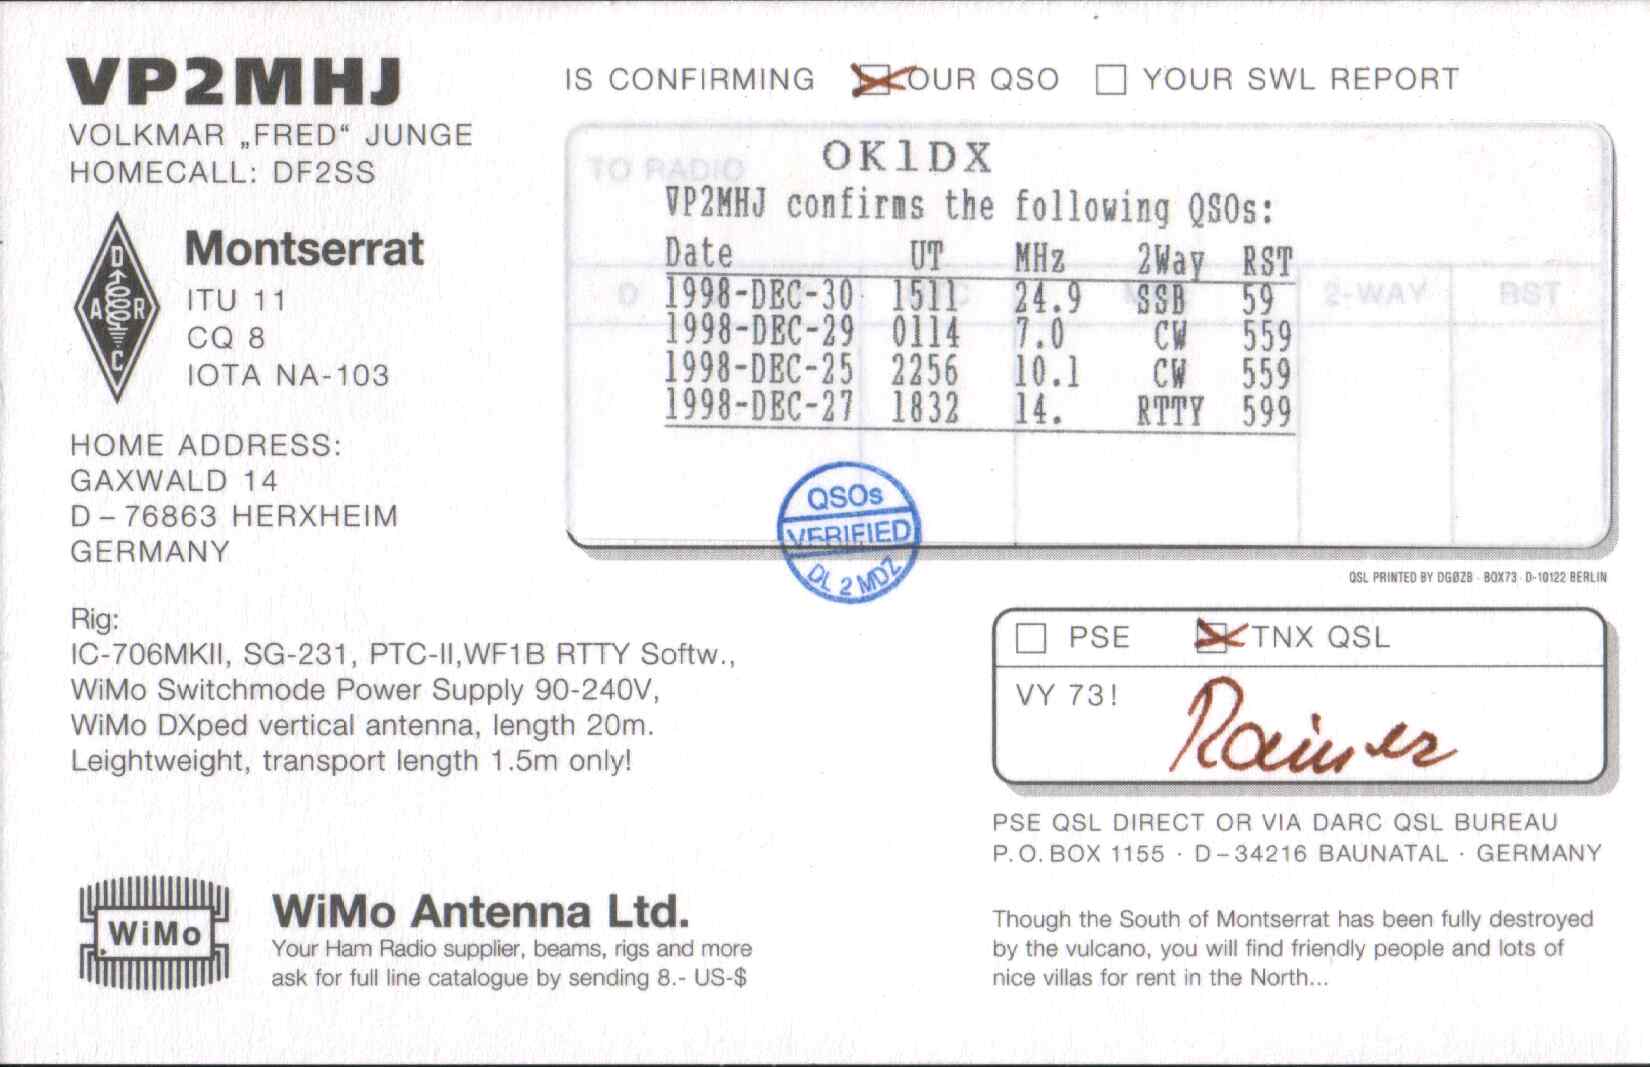 VP2MHJ
VOLKMAR „FRED“ JUNGE
HOMECALL: DF2SS
DARC
Montserrat
ITU 11
CQ 8
IOTA NA-103
HOME ADDRESS:
GAXWALD 14
D – 76863 HERXHEIM
GERMANY
IS CONFIRMING OUR QSO YOUR SWL REPORT
TO RADIO
OK1DX
VP2MHJ confirms the following QSOs:
Date UT MHz 2Way RST
1998-DEC-30 1511 24.9 SSB 59
2-WAY RST
1998-DEC-29 0114 7.0 CW 559
1998-DEC-25 2256 10.1 CW 559
1998-DEC-27 1832 14. RTTY 599
QSOs
VERIFIED
DL 2 MDZ
QSL PRINTED BY DGØZB · BOX73 · D-10122 BERLIN
Rig:
IC-706MKII, SG-231, PTC-II,WF1B RTTY Softw.,
WiMo Switchmode Power Supply 90-240V,
WiMo DXped vertical antenna, length 20m.
Leightweight, transport length 1.5m only!
PSE TNX QSL
VY 73!
Rainer
PSE QSL DIRECT OR VIA DARC QSL BUREAU
P. O. BOX 1155 · D – 34216 BAUNATAL · GERMANY
WiMo
WiMo Antenna Ltd.
Your Ham Radio supplier, beams, rigs and more
ask for full line catalogue by sending 8.- US-$
Though the South of Montserrat has been fully destroyed
by the vulcano, you will find friendly people and lots of
nice villas for rent in the North...